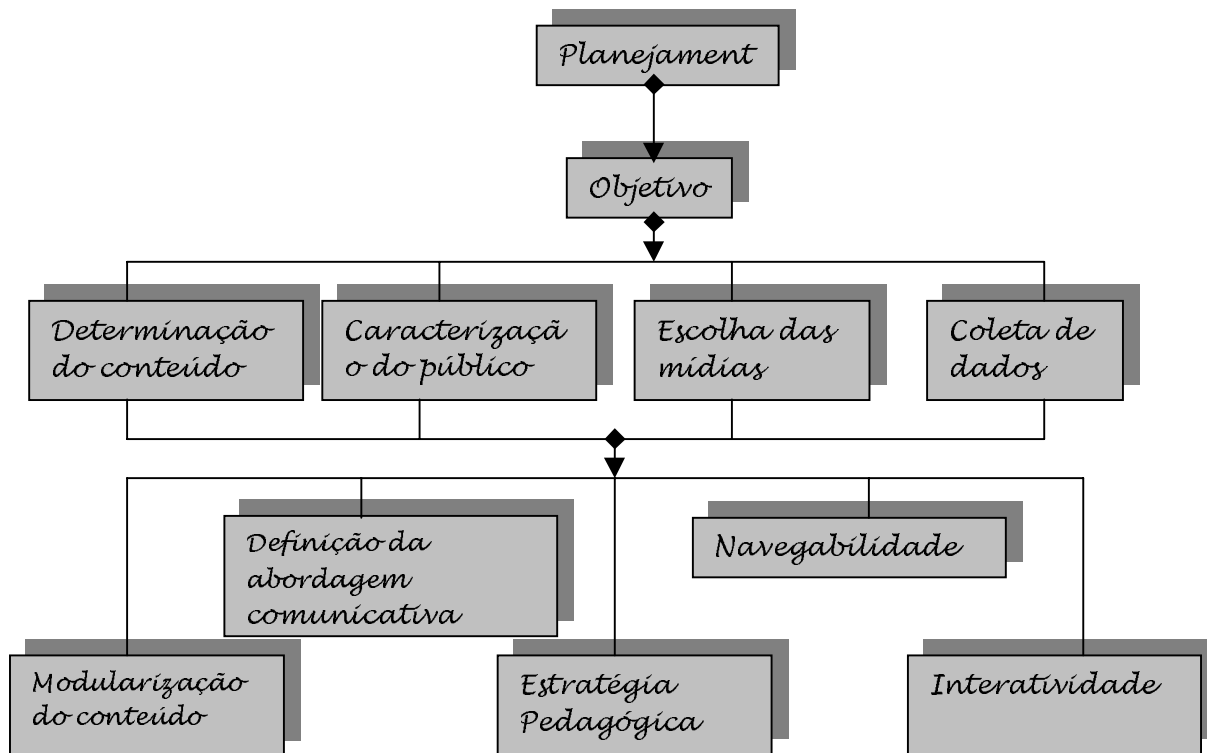 Planejament
Objetivo
Determinação
do conteúdo
Caracterizaçã
o do público
Escolha das
mídias
Coleta de
dados
Definição da
abordagem
comunicativa
Navegabilidade
Modularização
do conteúdo
Estratégia
Pedagógica
Interatividade